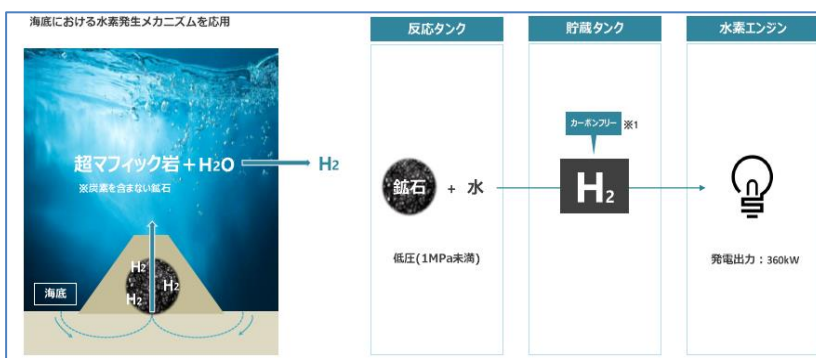 海底における水素発生メカニズムを応用
超マフィック岩+H2O
H2
※炭素を含まない鉱石
H2
H2
H2
海底
反応タンク
鉱石 + 水
低圧(1MPa未満)
貯蔵タンク
カーボンフリー ※1
H2
水素エンジン
発電出力:360kW